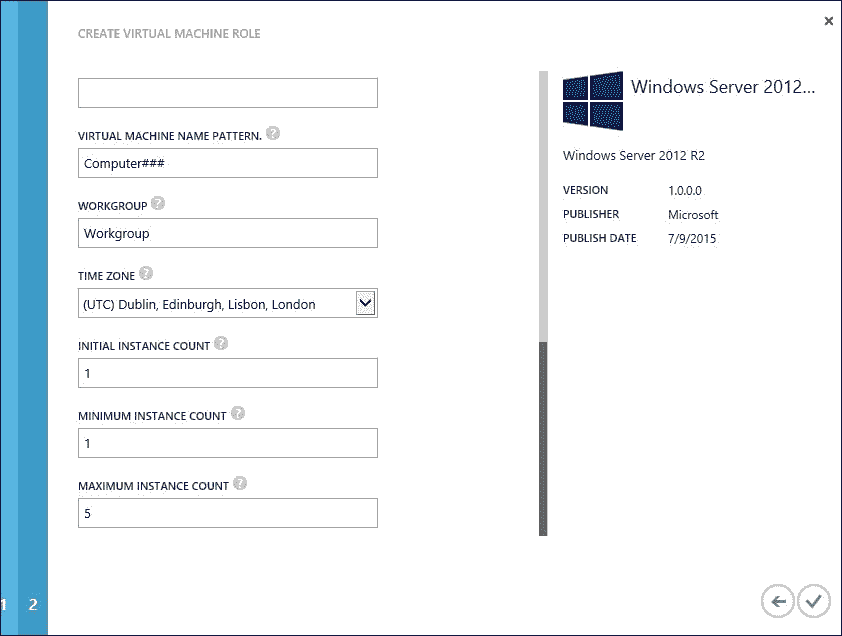 CREATE VIRTUAL MACHINE ROLE
VIRTUAL MACHINE NAME PATTERN. ?
Computer###
WORKGROUP ?
Workgroup
TIME ZONE ?
(UTC) Dublin, Edinburgh, Lisbon, London
INITIAL INSTANCE COUNT ?
1
MINIMUM INSTANCE COUNT ?
1
MAXIMUM INSTANCE COUNT ?
5
Windows Server 2012...
Windows Server 2012 R2
VERSION 1.0.0.0
PUBLISHER Microsoft
PUBLISH DATE 7/9/2015
1 2